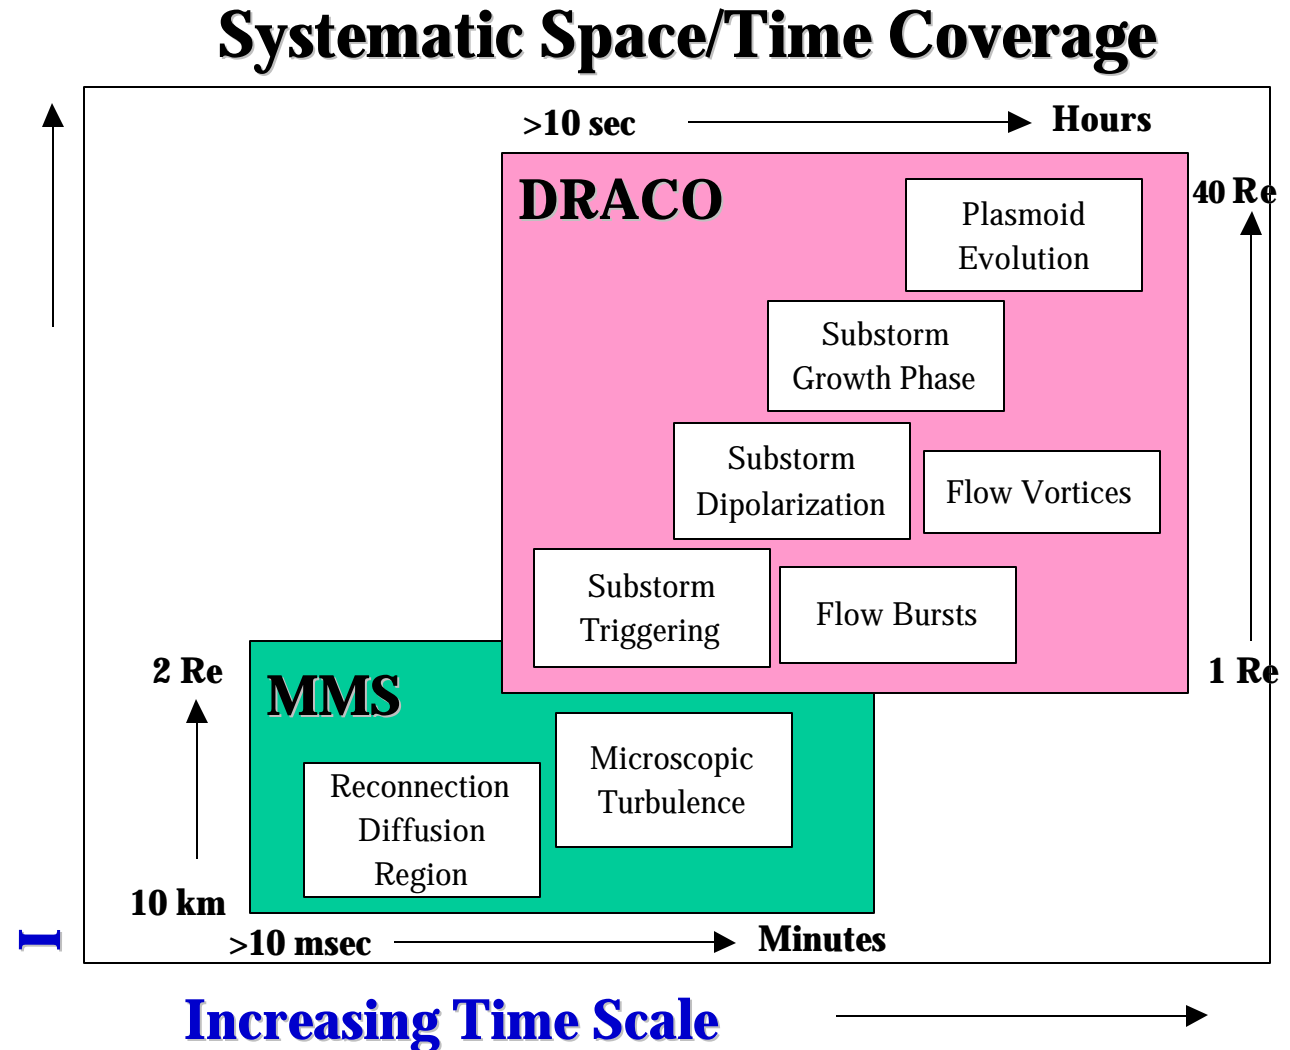 Systematic Space/Time Coverage
>10 sec
Hours
DRACO
40 Re
Plasmoid
Evolution
Substorm
Growth Phase
Substorm
Dipolarization
Flow Vortices
Substorm
Triggering
Flow Bursts
2 Re
1 Re
MMS
Microscopic
Turbulence
Reconnection
Diffusion
Region
10 km
I
>10 msec
Minutes
Increasing Time Scale